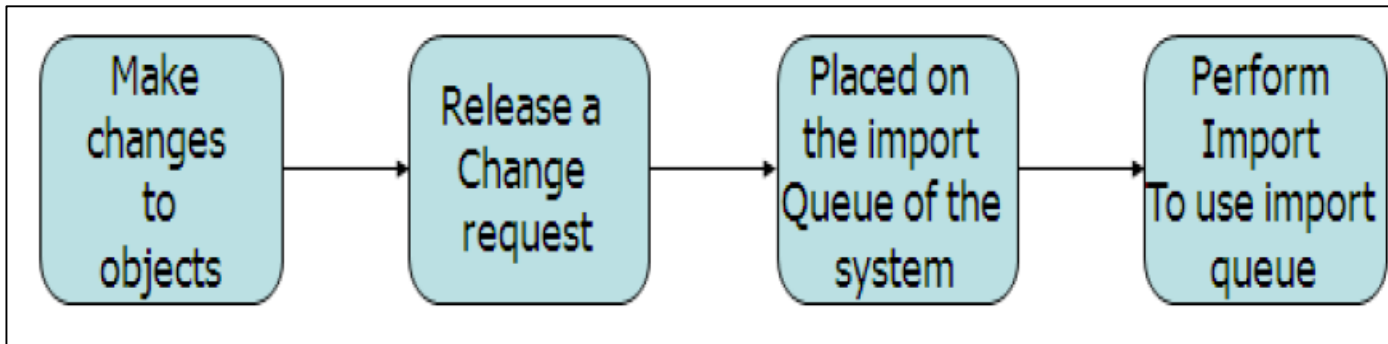 Make
changes
to
objects
Release a
Change
request
Placed on
the import
Queue of the
system
Perform
Import
To use import
queue